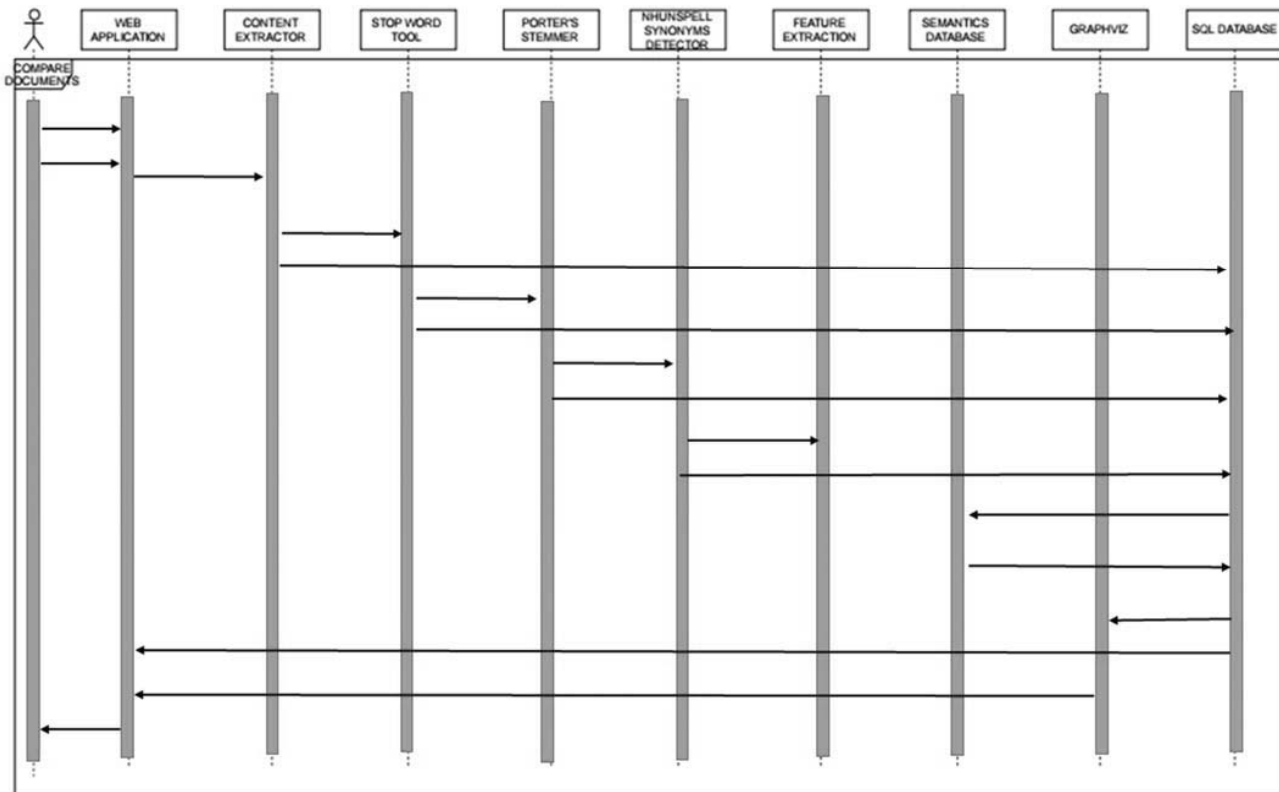 WEB
APPLICATION
CONTENT
EXTRACTOR
STOP WORD
TOOL
PORTER'S
STEMMER
NHUNSPELL
SYNONYMS
DETECTOR
FEATURE
EXTRACTION
SEMANTICS
DATABASE
GRAPHVIZ
SQL DATABASE
COMPARE
DOCUMENTS